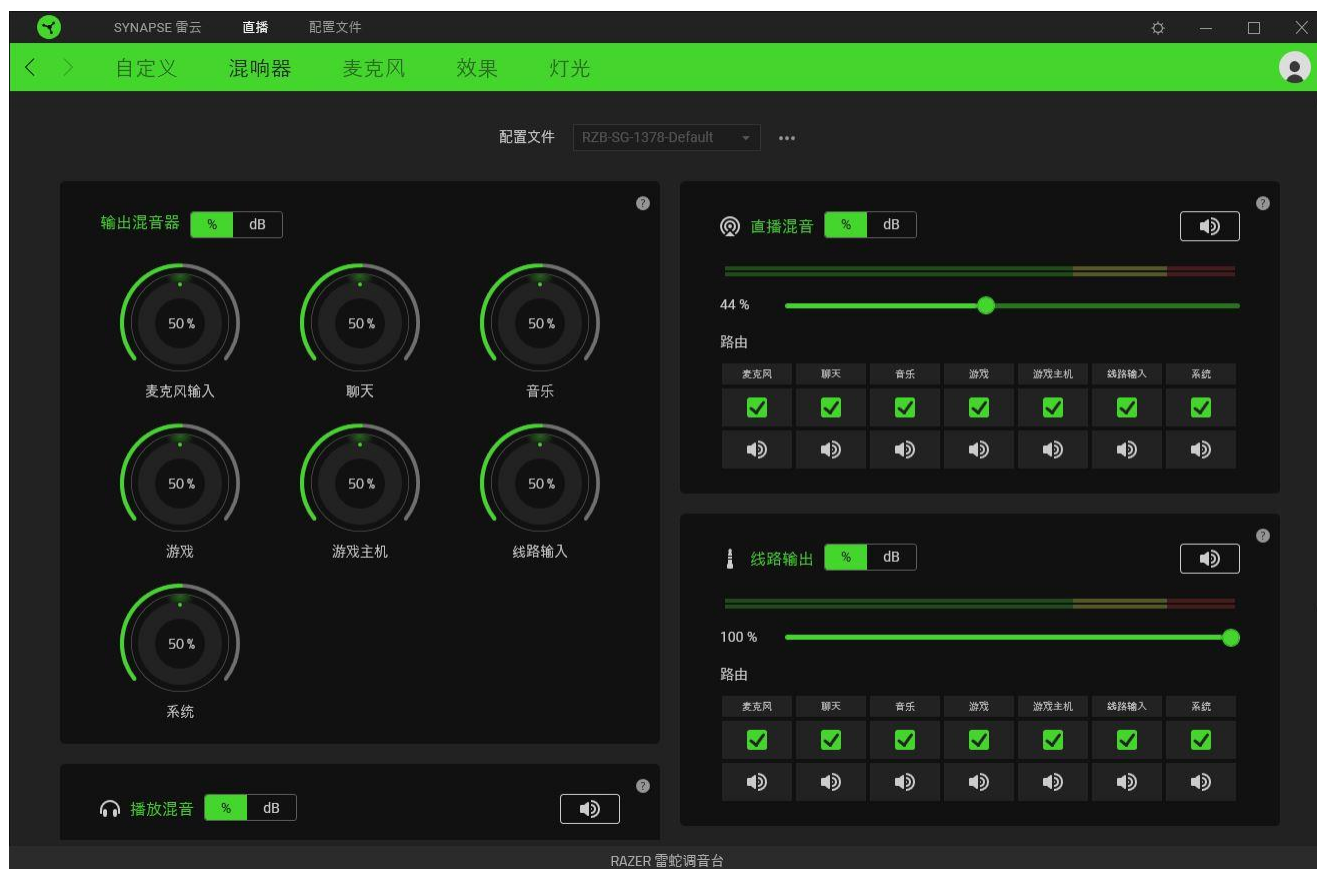 SYNAPSE 雷云 直播 配置文件
自定义 混响器 麦克风 效果 灯光
配置文件 RZB-SG-1378-Default
输出混音器 % dB
50 % 50 % 50 %
麦克风输入 聊天 音乐
50 % 50 % 50 %
游戏 游戏主机 线路输入
50 %
系统
播放混音 % dB
直播混音 % dB
44 %
路由
麦克风 聊天 音乐 游戏 游戏主机 线路输入 系统
线路输出 % dB
100 %
路由
麦克风 聊天 音乐 游戏 游戏主机 线路输入 系统
RAZER 雷蛇调音台